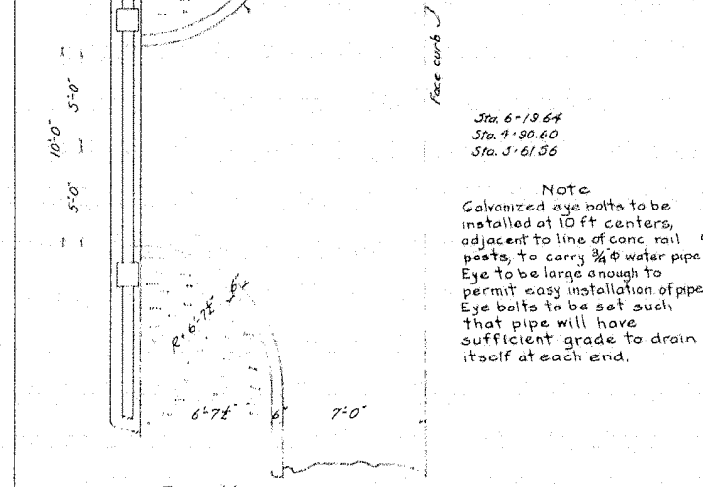 Face curb
5'-0"
10'-0"
5'-0"
Sta. 6+19.64
Sta. 4+90.60
Sta. 5+61.56
Note
Galvanized eye bolts to be
installed at 10 ft centers,
adjacent to line of conc rail
posts, to carry ¾"ϕ water pipe
Eye to be large enough to
permit easy installation of pipe
Eye bolts to be set such
that pipe will have
sufficient grade to drain
itself at each end.
R=6'-7½"
6"
6'-7½"
6"
7'-0"